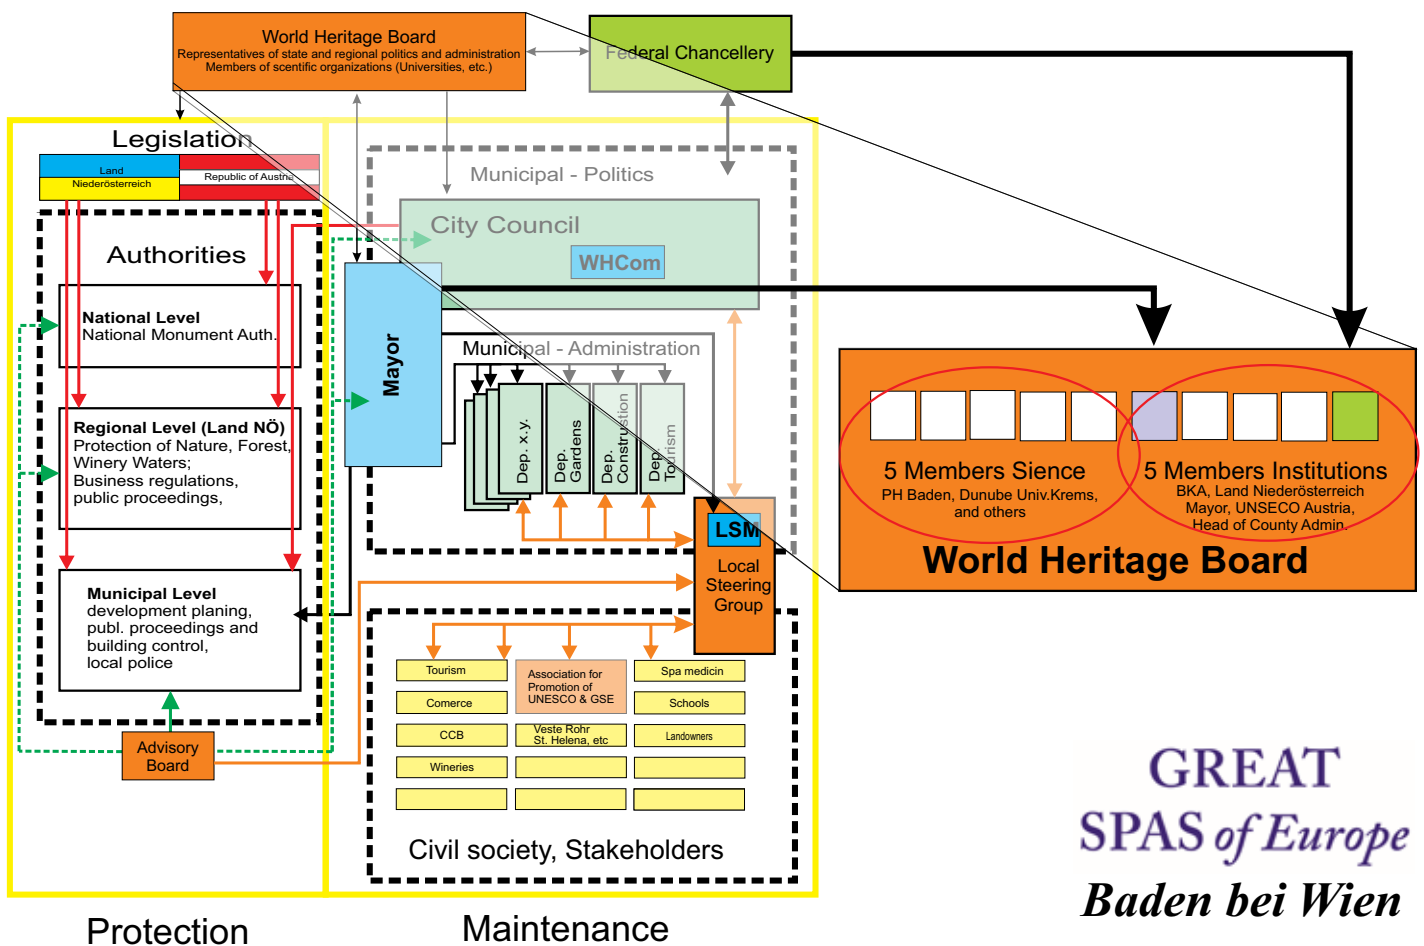 World Heritage Board
Representatives of state and regional politics and administration
Members of scentific organizations (Universities, etc.)
Federal Chancellery
Legislation
Land
Niederösterreich
Republic of Austria
Authorities
National Level
National Monument Auth.
Regional Level (Land NÖ)
Protection of Nature, Forest,
Winery Waters;
Business regulations,
public proceedings,
Municipal Level
development planing,
publ. proceedings and
building control,
local police
Advisory
Board
Protection
Municipal - Politics
City Council
WHCom
Mayor
Municipal - Administration
Dep. x.y.
Dep.
Gardens
Dep.
Construstion
Dep.
Tourism
LSM
Local
Steering
Group
Tourism
Comerce
CCB
Wineries
Association for
Promotion of
UNESCO & GSE
Veste Rohr
St. Helena, etc
Spa medicin
Schools
Landowners
Civil society, Stakeholders
Maintenance
5 Members Sience
PH Baden, Dunube Univ.Krems,
and others
5 Members Institutions
BKA, Land Niederösterreich
Mayor, UNSECO Austria,
Head of County Admin.
World Heritage Board
GREAT
SPAS of Europe
Baden bei Wien